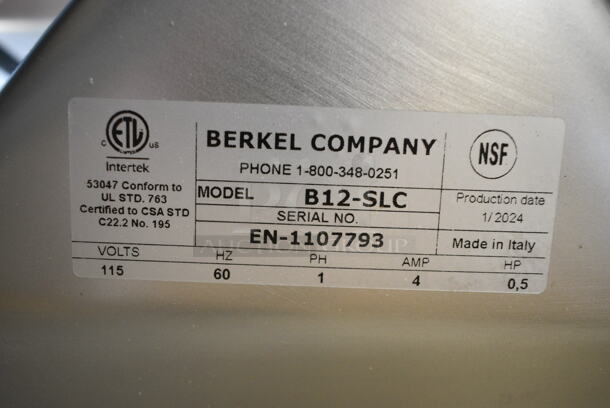 C ETL US
Intertek
53047 Conform to
UL STD. 763
Certified to CSA STD
C22.2 No. 195
BERKEL COMPANY
PHONE 1-800-348-0251
MODEL B12-SLC
SERIAL NO.
EN-1107793
NSF
Production date
1/2024
Made in Italy
VOLTS HZ PH AMP HP
115 60 1 4 0,5
AUCTION GROUP